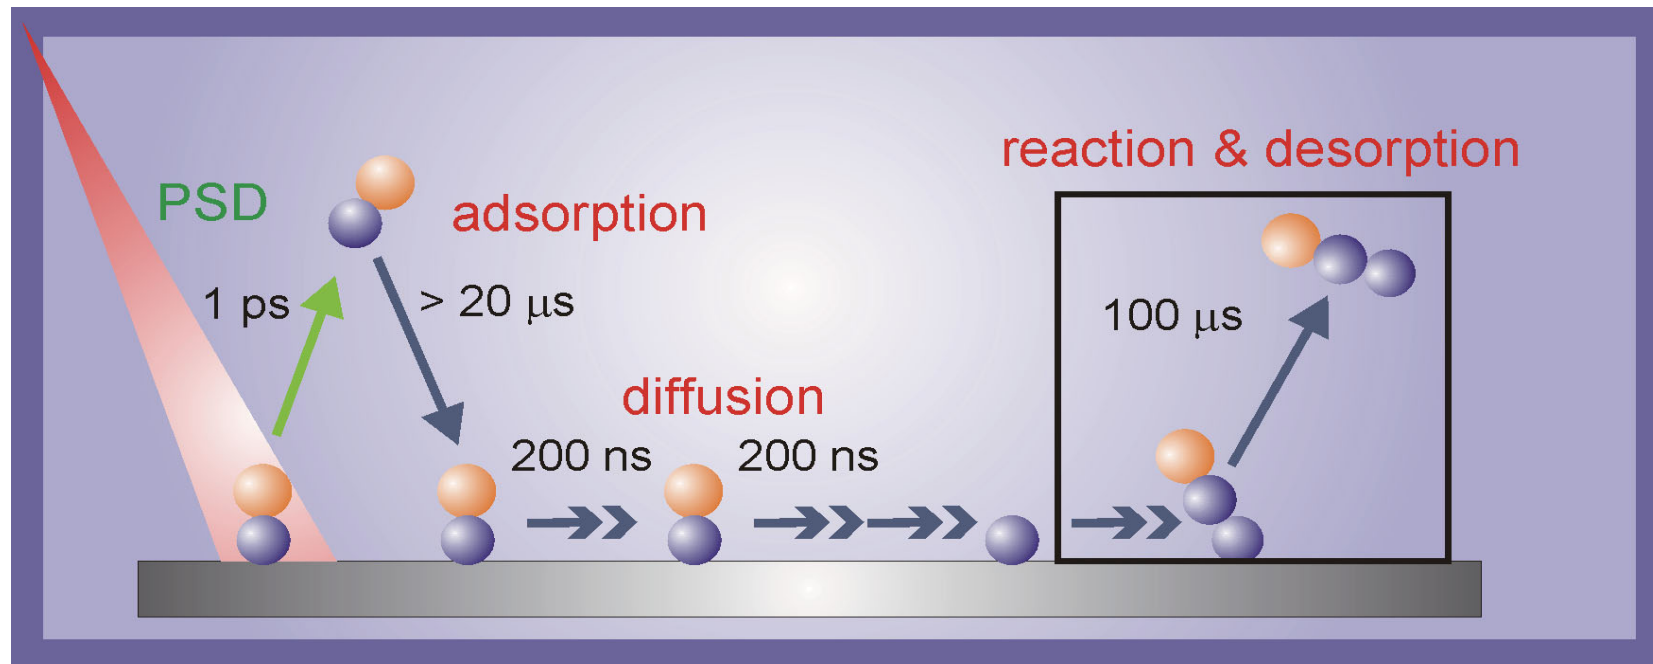 reaction & desorption
PSD
adsorption
1 ps
> 20 μs
100 μs
diffusion
200 ns
200 ns